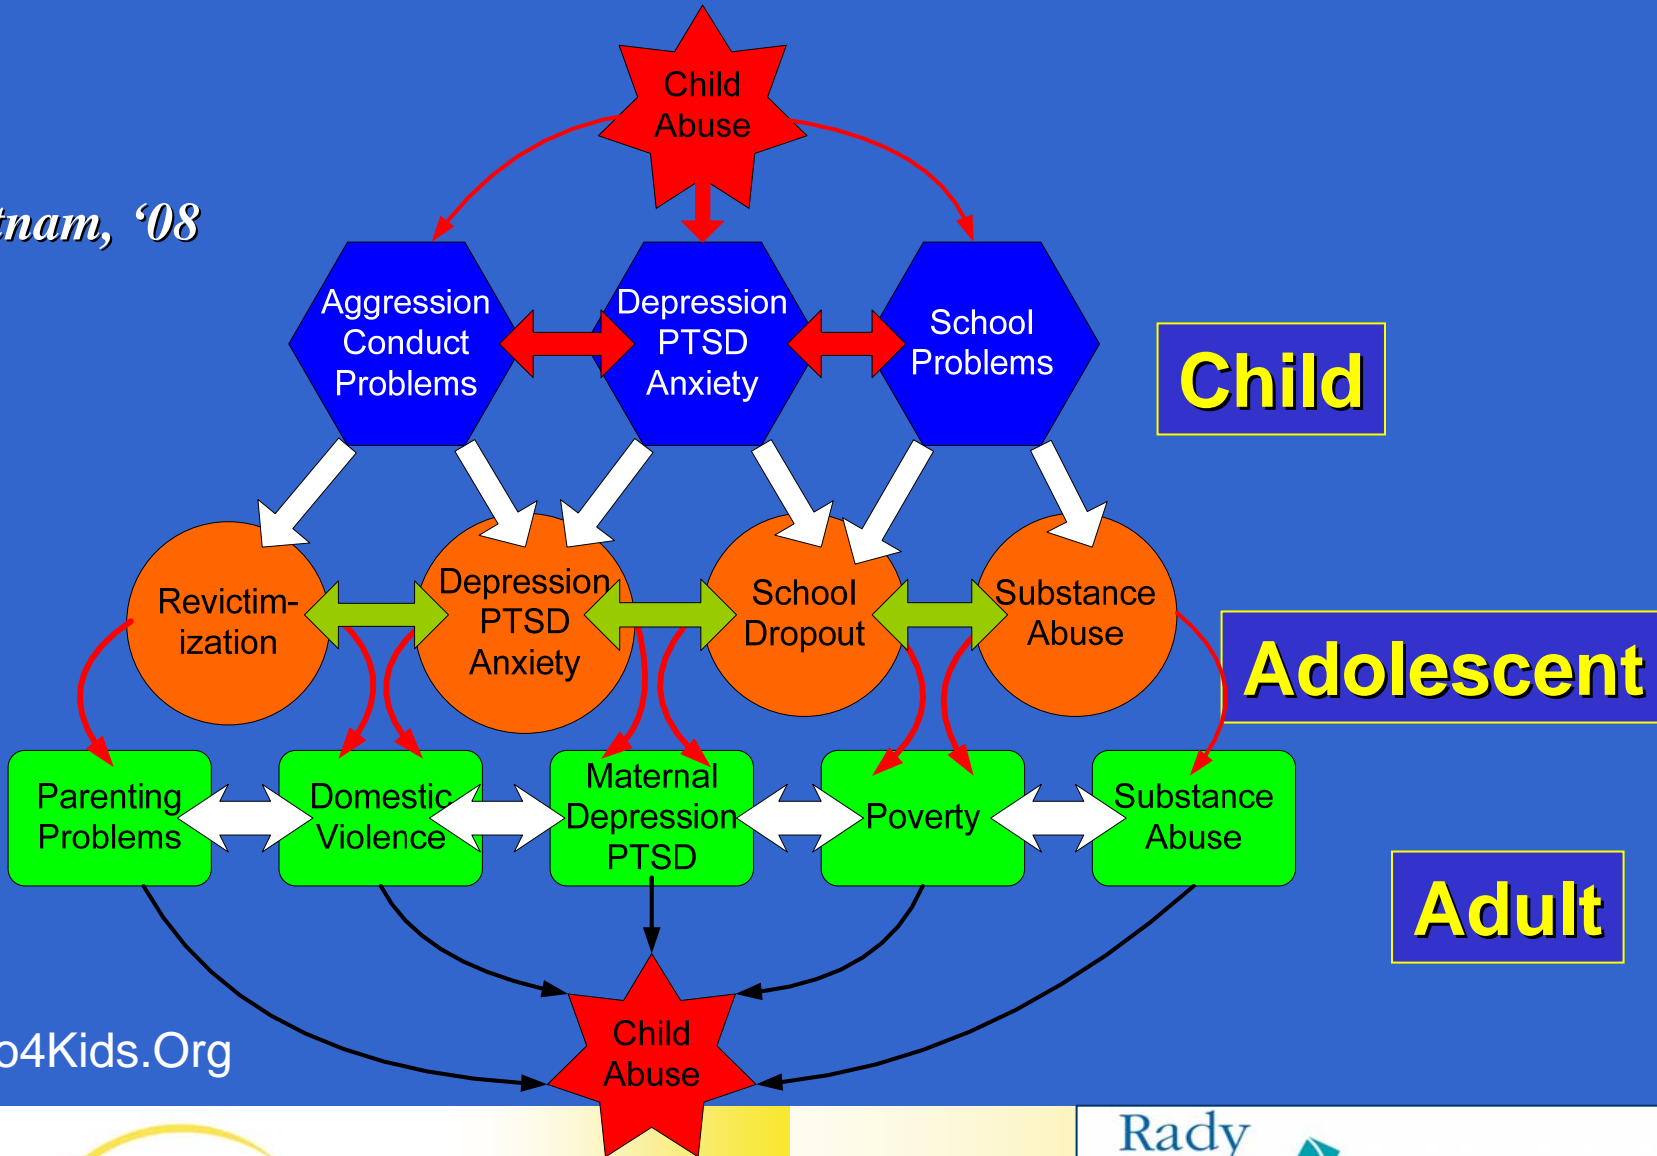 Child
Abuse
‘08
Aggression
Conduct
Problems
Depression
PTSD
Anxiety
School
Problems
Child
Revictim-
ization
Depression
PTSD
Anxiety
School
Dropout
Substance
Abuse
Adolescent
Parenting
Problems
Domestic
Violence
Maternal
Depression
PTSD
Poverty
Substance
Abuse
Adult
Child
Abuse
o4Kids.Org
Rady